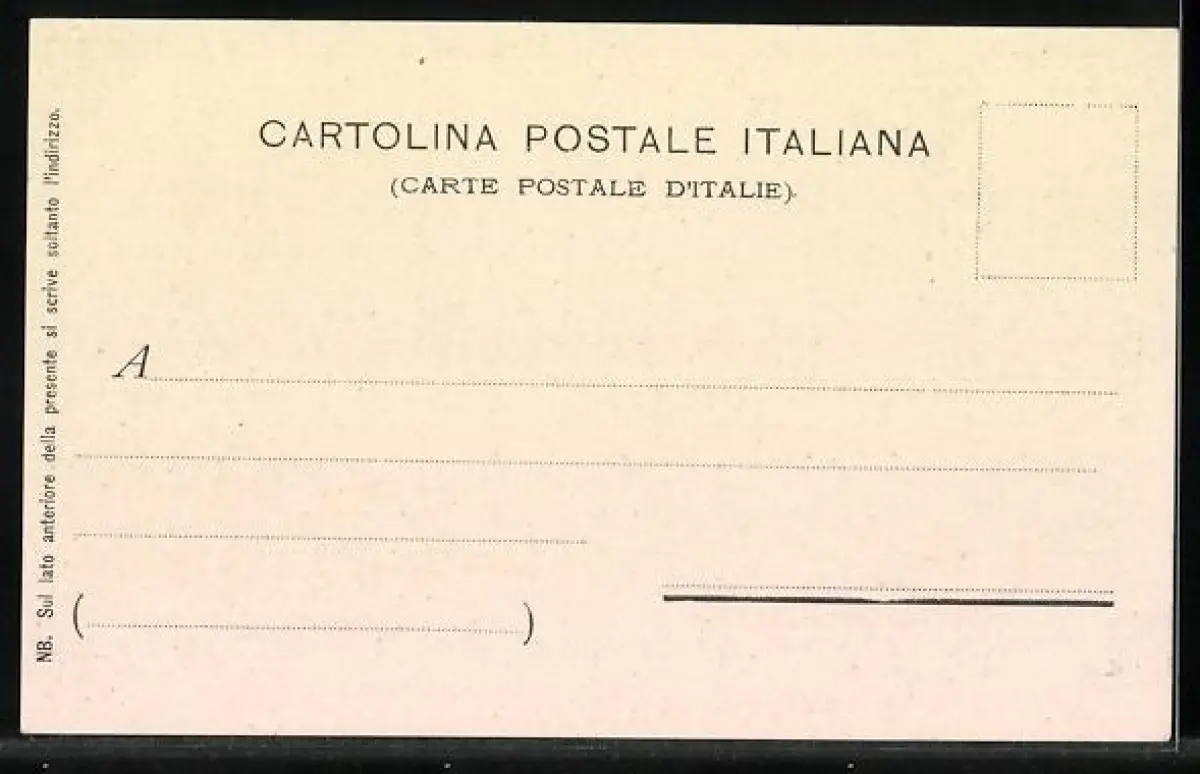 CARTOLINA POSTALE ITALIANA
(CARTE POSTALE D'ITALIE).
A
( )
NB. Sul lato anteriore della presente si scrive soltanto l'indirizzo.